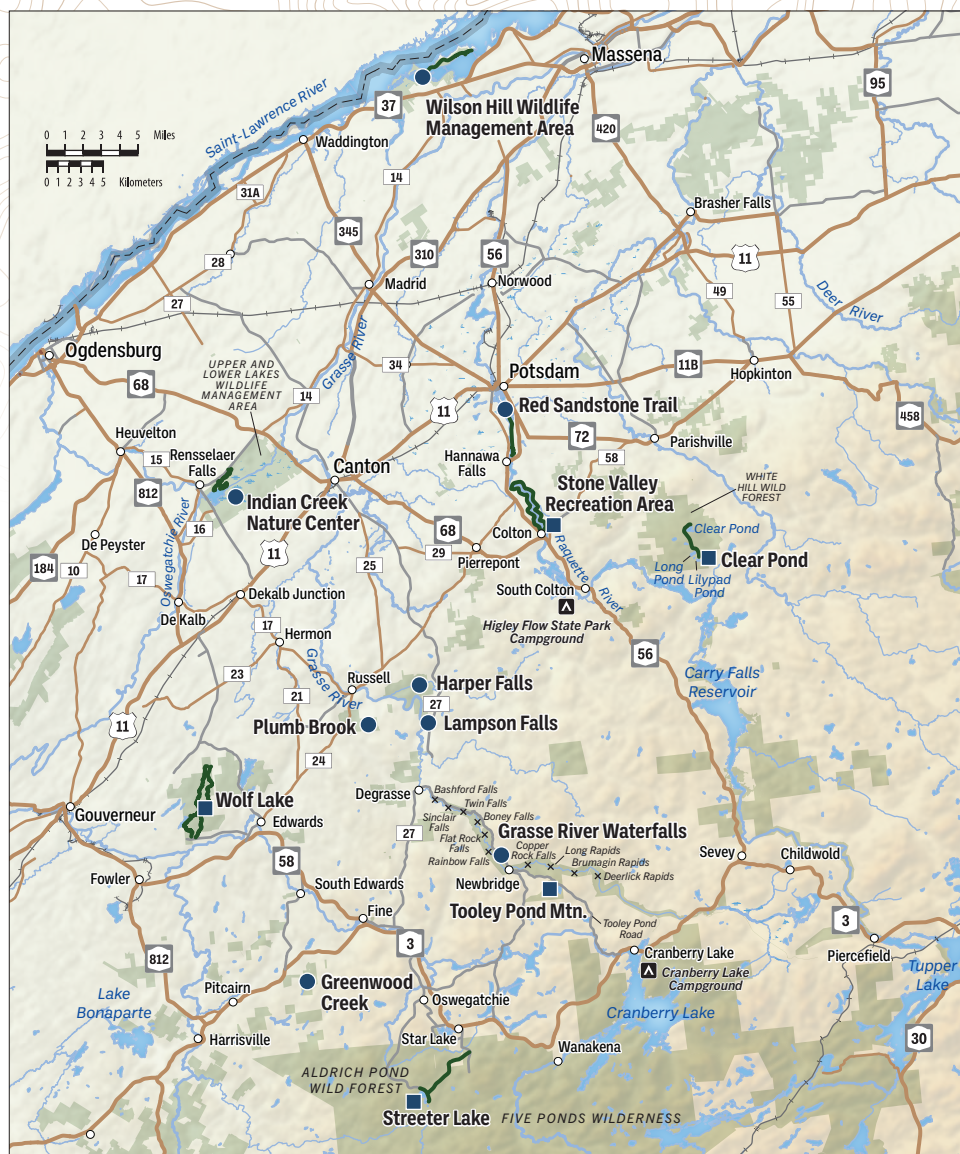 Massena
95
Saint-Lawrence River
37
Wilson Hill Wildlife
Management Area
420
0 1 2 3 4 5 Miles
0 1 2 3 4 5 Kilometers
Waddington
14
31A
Brasher Falls
345
310
56
11
28
Madrid
Norwood
49
55
27
Deer River
Grasse River
Ogdensburg
UPPER AND
LOWER LAKES
WILDLIFE
MANAGEMENT
AREA
34
11B
Hopkinton
68
Potsdam
14
11
Red Sandstone Trail
458
Heuvelton
72
Parishville
15
Rensselaer
Falls
Canton
Hannawa
Falls
58
812
Indian Creek
Nature Center
Stone Valley
Recreation Area
WHITE
HILL WILD
FOREST
16
68
Colton
Clear Pond
De Peyster
11
29
Pierrepont
Clear Pond
184
10
17
Oswegatchie River
25
Raquette River
Long
Pond
Lilypad
Pond
Dekalb Junction
South Colton
De Kalb
17
Hermon
Higley Flow State Park
Campground
56
23
Grasse River
Russell
Harper Falls
Carry Falls
Reservoir
21
27
11
Plumb Brook
Lampson Falls
24
Degrasse
Bashford Falls
Wolf Lake
Twin Falls
Gouverneur
Edwards
Sinclair
Falls
Boney Falls
27
Flat Rock
Falls
Grasse River Waterfalls
Copper
Rock Falls
Long Rapids
Rainbow Falls
Brumagin Rapids
Sevey
Childwold
58
Deerlick Rapids
Fowler
South Edwards
Newbridge
Fine
Tooley Pond Mtn.
3
Tooley Pond
Road
3
812
Cranberry Lake
Piercefield
Cranberry Lake
Campground
Tupper
Lake
Pitcairn
Greenwood
Creek
Lake
Bonaparte
Oswegatchie
Cranberry Lake
Harrisville
Star Lake
30
Wanakena
ALDRICH POND
WILD FOREST
Streeter Lake
FIVE PONDS WILDERNESS